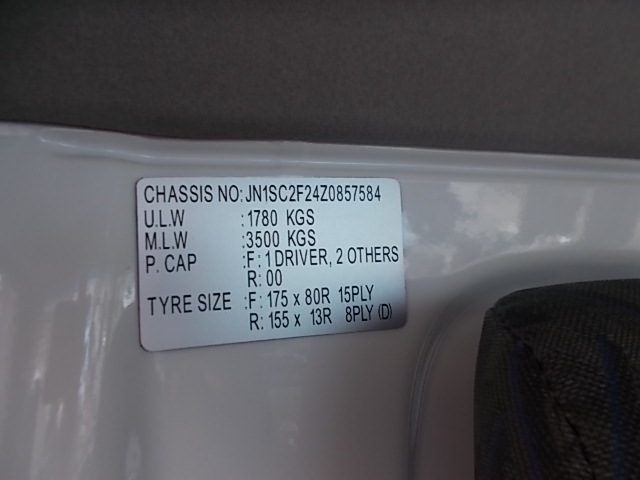 CHASSIS NO: JN1SC2F24Z0857584
U.L.W :1780 KGS
M.L.W :3500 KGS
P. CAP :F: 1 DRIVER, 2 OTHERS
R: 00
TYRE SIZE :F: 175 x 80R 15PLY
R: 155 x 13R 8PLY (D)